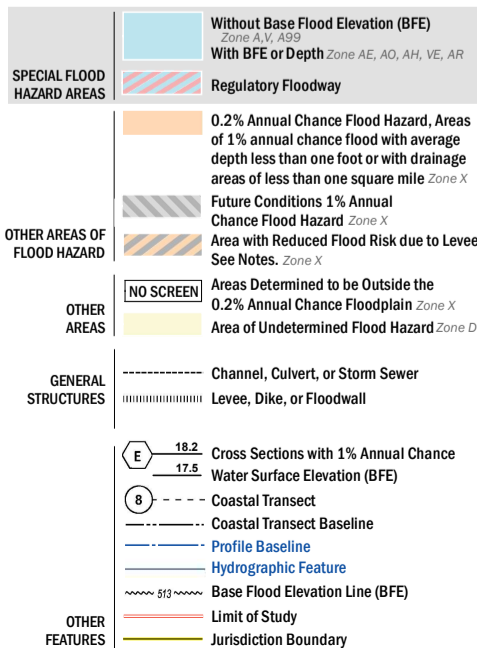 SPECIAL FLOOD
HAZARD AREAS
Without Base Flood Elevation (BFE)
Zone A,V, A99
With BFE or Depth Zone AE, AO, AH, VE, AR
Regulatory Floodway
OTHER AREAS OF
FLOOD HAZARD
0.2% Annual Chance Flood Hazard, Areas
of 1% annual chance flood with average
depth less than one foot or with drainage
areas of less than one square mile Zone X
Future Conditions 1% Annual
Chance Flood Hazard Zone X
Area with Reduced Flood Risk due to Levee
See Notes. Zone X
OTHER
AREAS
NO SCREEN
Areas Determined to be Outside the
0.2% Annual Chance Floodplain Zone X
Area of Undetermined Flood Hazard Zone D
GENERAL
STRUCTURES
Channel, Culvert, or Storm Sewer
Levee, Dike, or Floodwall
OTHER
FEATURES
E 18.2 Cross Sections with 1% Annual Chance
17.5 Water Surface Elevation (BFE)
8 Coastal Transect
Coastal Transect Baseline
Profile Baseline
Hydrographic Feature
513 Base Flood Elevation Line (BFE)
Limit of Study
Jurisdiction Boundary